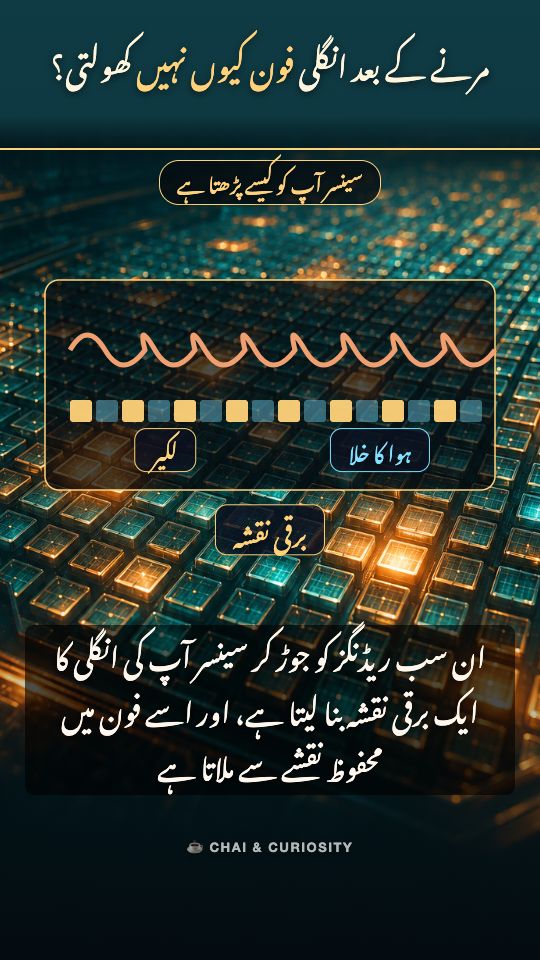 مرنے کے بعد انگلی فون کیوں نہیں کھولتی؟
سینسر آپ کو کیسے پڑھتا ہے
لکیر
ہوا کا خلا
برقی نقشہ
ان سب ریڈنگز کو جوڑ کر سینسر آپ کی انگلی کا
ایک برقی نقشہ بنا لیتا ہے، اور اسے فون میں
محفوظ نقشے سے ملاتا ہے
CHAI & CURIOSITY